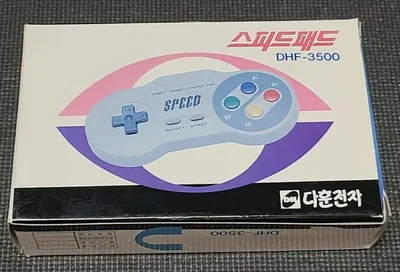 스피드패드
DHF-3500
FAMILY GAME CONTROL PAD
SPEED
SELECT START
DH 다훈전자
DHF-3500